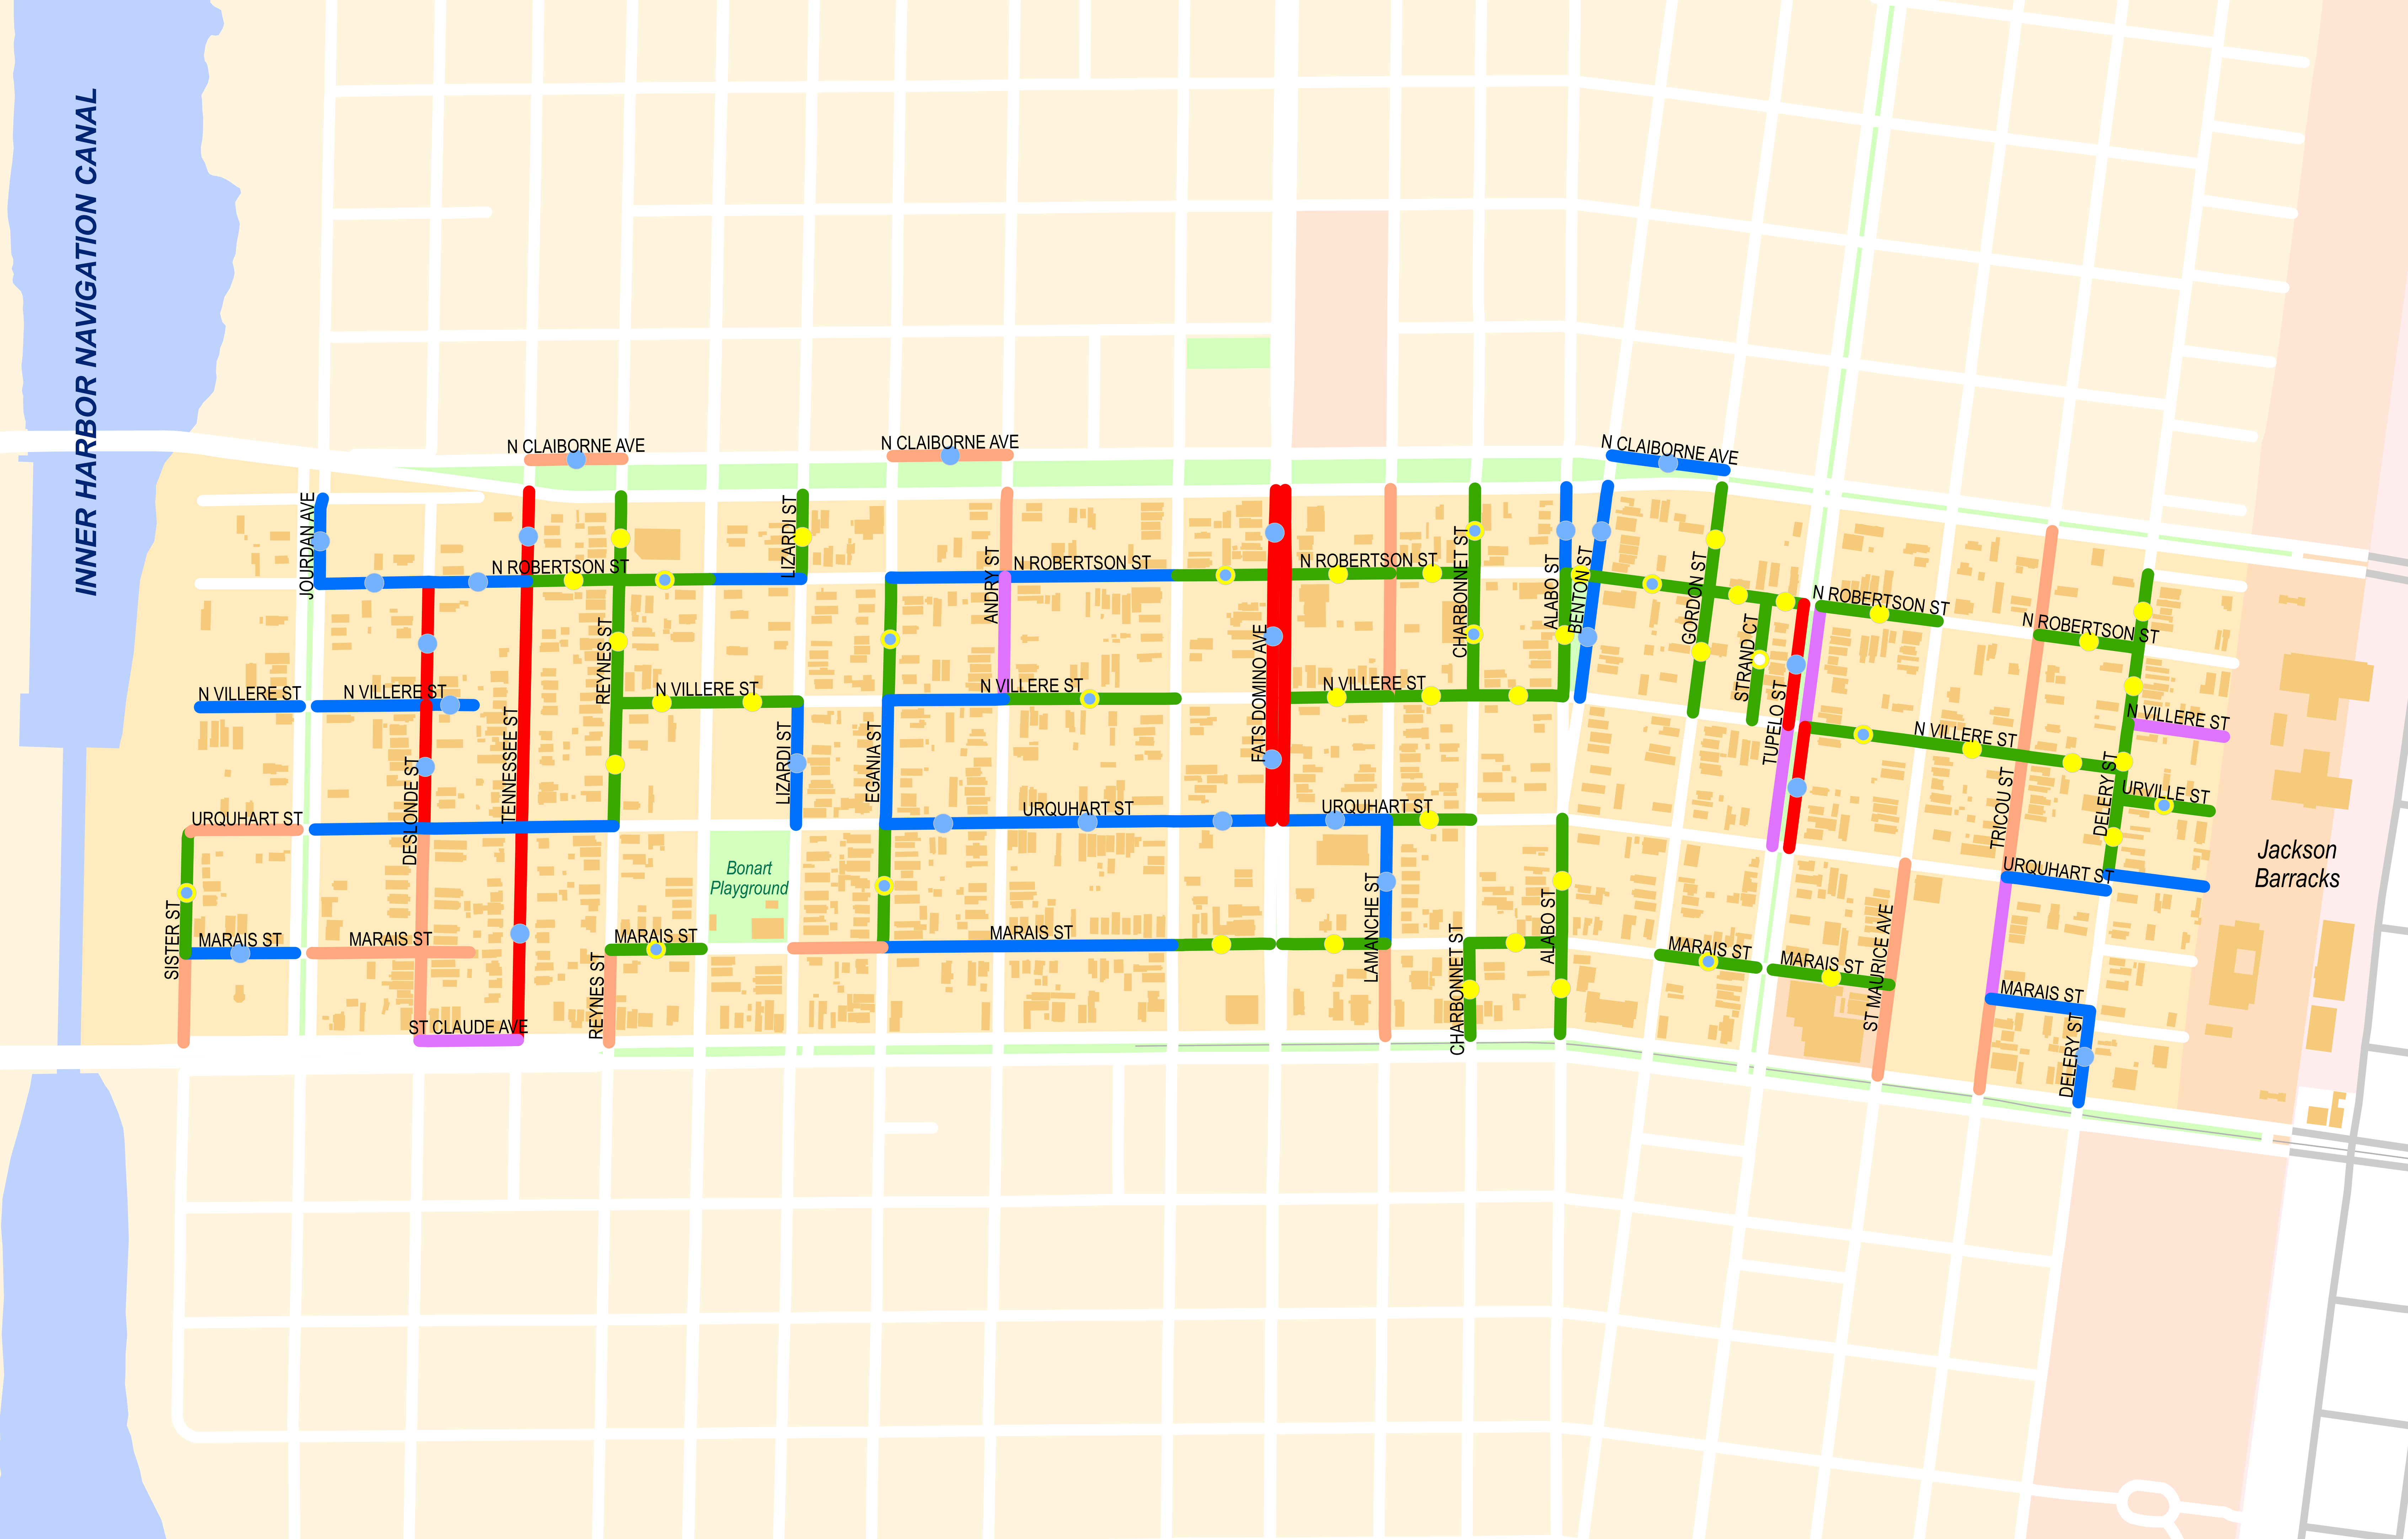 INNER HARBOR NAVIGATION CANAL
N CLAIBORNE AVE
N CLAIBORNE AVE
N CLAIBORNE AVE
JOURDAN AVE
LIZARDI ST
N ROBERTSON ST
N ROBERTSON ST
N ROBERTSON ST
CHARBONNET ST
ALABO ST
BENTON ST
GORDON ST
ANDRY ST
REYNES ST
STRAND CT
N ROBERTSON ST
N ROBERTSON ST
N VILLERE ST
N VILLERE ST
N VILLERE ST
N VILLERE ST
N VILLERE ST
FATS DOMINO AVE
TUPELO ST
N VILLERE ST
N VILLERE ST
DESLONDE ST
TENNESSEE ST
LIZARDI ST
EGANIA ST
TRICOU ST
DELERY ST
URVILLE ST
URQUHART ST
URQUHART ST
URQUHART ST
URQUHART ST
Bonart
Playground
Jackson
Barracks
SISTER ST
MARAIS ST
MARAIS ST
MARAIS ST
MARAIS ST
LAMANCHE ST
CHARBONNET ST
ALABO ST
MARAIS ST
MARAIS ST
ST MAURICE AVE
MARAIS ST
REYNES ST
ST CLAUDE AVE
DELERY ST